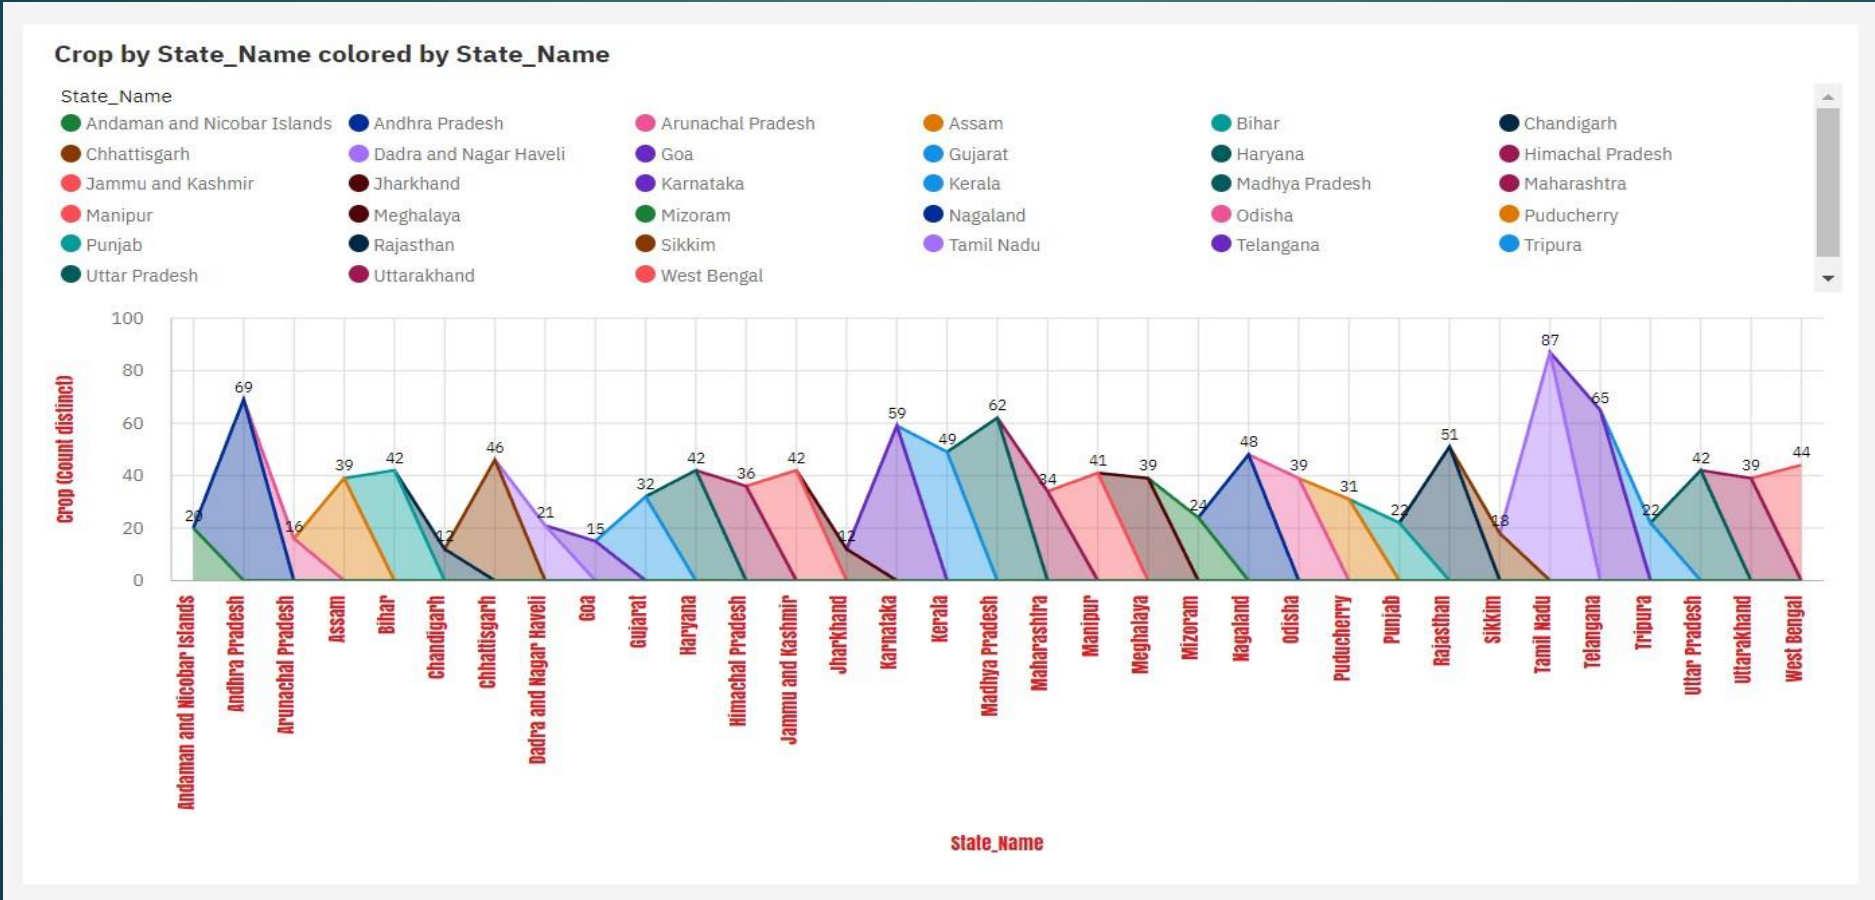 Crop by State_Name colored by State_Name
State_Name
Andaman and Nicobar Islands Andhra Pradesh Arunachal Pradesh Assam Bihar Chandigarh
Chhattisgarh Dadra and Nagar Haveli Goa Gujarat Haryana Himachal Pradesh
Jammu and Kashmir Jharkhand Karnataka Kerala Madhya Pradesh Maharashtra
Manipur Meghalaya Mizoram Nagaland Odisha Puducherry
Punjab Rajasthan Sikkim Tamil Nadu Telangana Tripura
Uttar Pradesh Uttarakhand West Bengal
Crop (Count distinct)
100
80
60
40
20
0
20 69 16 39 42 12 46 21 15 32 42 36 42 12 59 49 62 34 41 39 24 48 39 31 22 51 18 87 65 22 42 39 44
Andaman and Nicobar Islands
Andhra Pradesh
Arunachal Pradesh
Assam
Bihar
Chandigarh
Chhattisgarh
Dadra and Nagar Haveli
Goa
Gujarat
Haryana
Himachal Pradesh
Jammu and Kashmir
Jharkhand
Karnataka
Kerala
Madhya Pradesh
Maharashtra
Manipur
Meghalaya
Mizoram
Nagaland
Odisha
Puducherry
Punjab
Rajasthan
Sikkim
Tamil Nadu
Telangana
Tripura
Uttar Pradesh
Uttarakhand
West Bengal
State_Name